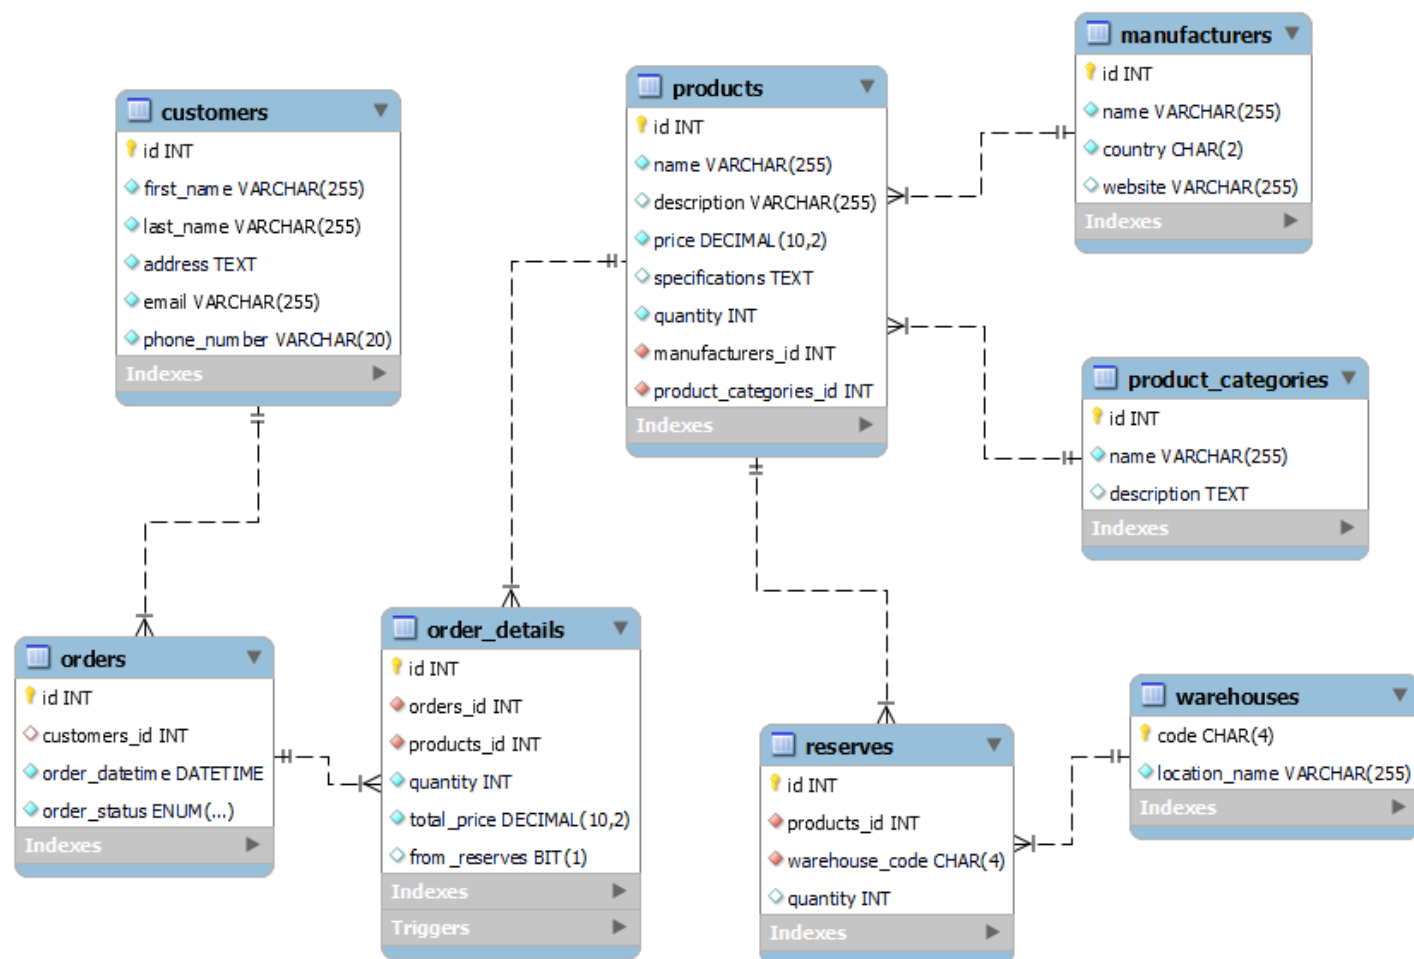 customers
id INT
first_name VARCHAR(255)
last_name VARCHAR(255)
address TEXT
email VARCHAR(255)
phone_number VARCHAR(20)
Indexes
products
id INT
name VARCHAR(255)
description VARCHAR(255)
price DECIMAL(10,2)
specifications TEXT
quantity INT
manufacturers_id INT
product_categories_id INT
Indexes
manufacturers
id INT
name VARCHAR(255)
country CHAR(2)
website VARCHAR(255)
Indexes
product_categories
id INT
name VARCHAR(255)
description TEXT
Indexes
orders
id INT
customers_id INT
order_datetime DATETIME
order_status ENUM(...)
Indexes
order_details
id INT
orders_id INT
products_id INT
quantity INT
total_price DECIMAL(10,2)
from_reserves BIT(1)
Indexes
Triggers
reserves
id INT
products_id INT
warehouse_code CHAR(4)
quantity INT
Indexes
warehouses
code CHAR(4)
location_name VARCHAR(255)
Indexes